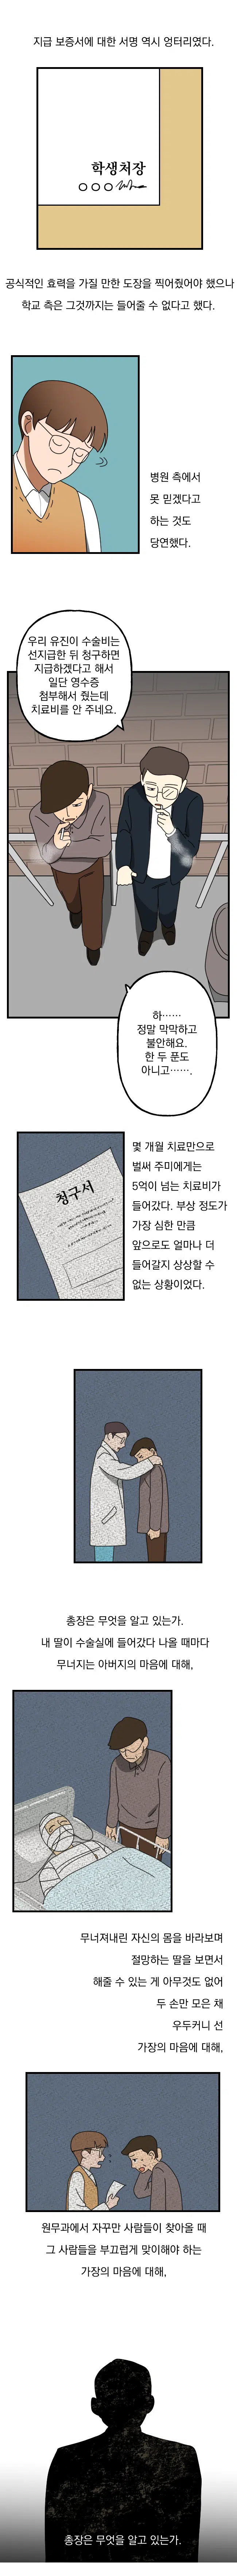 지급 보증서에 대한 서명 역시 엉터리였다.
학생처장
○○○
공식적인 효력을 가질 만한 도장을 찍어줬어야 했으나
학교 측은 그것까지는 들어줄 수 없다고 했다.
병원 측에서
못 믿겠다고
하는 것도
당연했다.
우리 유진이 수술비는
선지급한 뒤 청구하면
지급하겠다고 해서
일단 영수증
첨부해서 줬는데
치료비를 안 주네요.
하……
정말 막막하고
불안해요.
한 두 푼도
아니고…….
청구서
몇 개월 치료만으로
벌써 주미에게는
5억이 넘는 치료비가
들어갔다. 부상 정도가
가장 심한 만큼
앞으로도 얼마나 더
들어갈지 상상할 수
없는 상황이었다.
총장은 무엇을 알고 있는가.
내 딸이 수술실에 들어갔다 나올 때마다
무너지는 아버지의 마음에 대해,
무너져내린 자신의 몸을 바라보며
절망하는 딸을 보면서
해줄 수 있는 게 아무것도 없어
두 손만 모은 채
우두커니 선
가장의 마음에 대해,
원무과에서 자꾸만 사람들이 찾아올 때
그 사람들을 부끄럽게 맞이해야 하는
가장의 마음에 대해,
총장은 무엇을 알고 있는가.